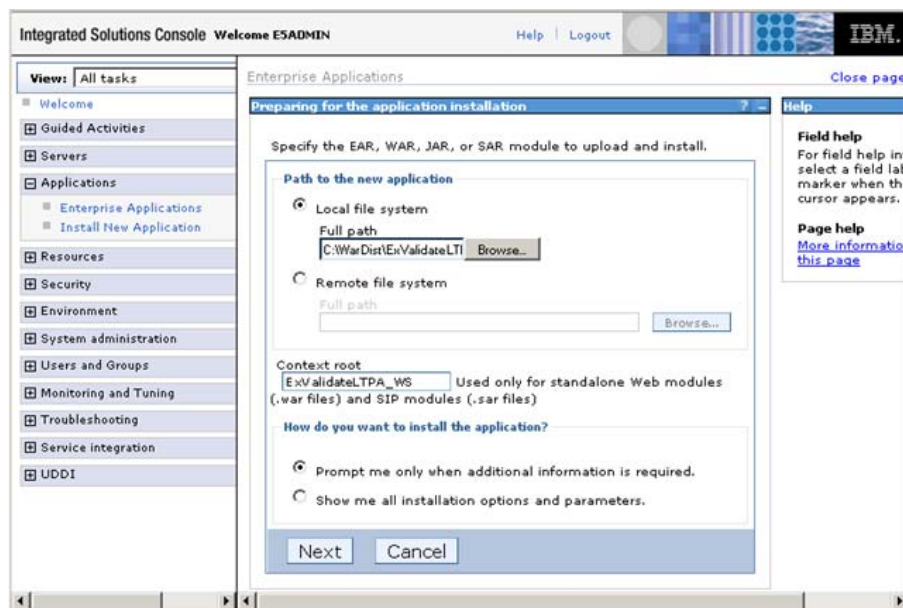 Integrated Solutions Console Welcome E5ADMIN
Help Logout
IBM.
View: All tasks
Welcome
Guided Activities
Servers
Applications
Enterprise Applications
Install New Application
Resources
Security
Environment
System administration
Users and Groups
Monitoring and Tuning
Troubleshooting
Service integration
UDDI
Enterprise Applications
Close page
Preparing for the application installation ? –
Specify the EAR, WAR, JAR, or SAR module to upload and install.
Path to the new application
Local file system
Full path
C:\WarDist\ExValidateLT Browse...
Remote file system
Full path
Browse...
Context root
ExValidateLTPA_WS Used only for standalone Web modules
(.war files) and SIP modules (.sar files)
How do you want to install the application?
Prompt me only when additional information is required.
Show me all installation options and parameters.
Next Cancel
Help
Field help
For field help in
select a field la
marker when th
cursor appears.
Page help
More informatio
this page